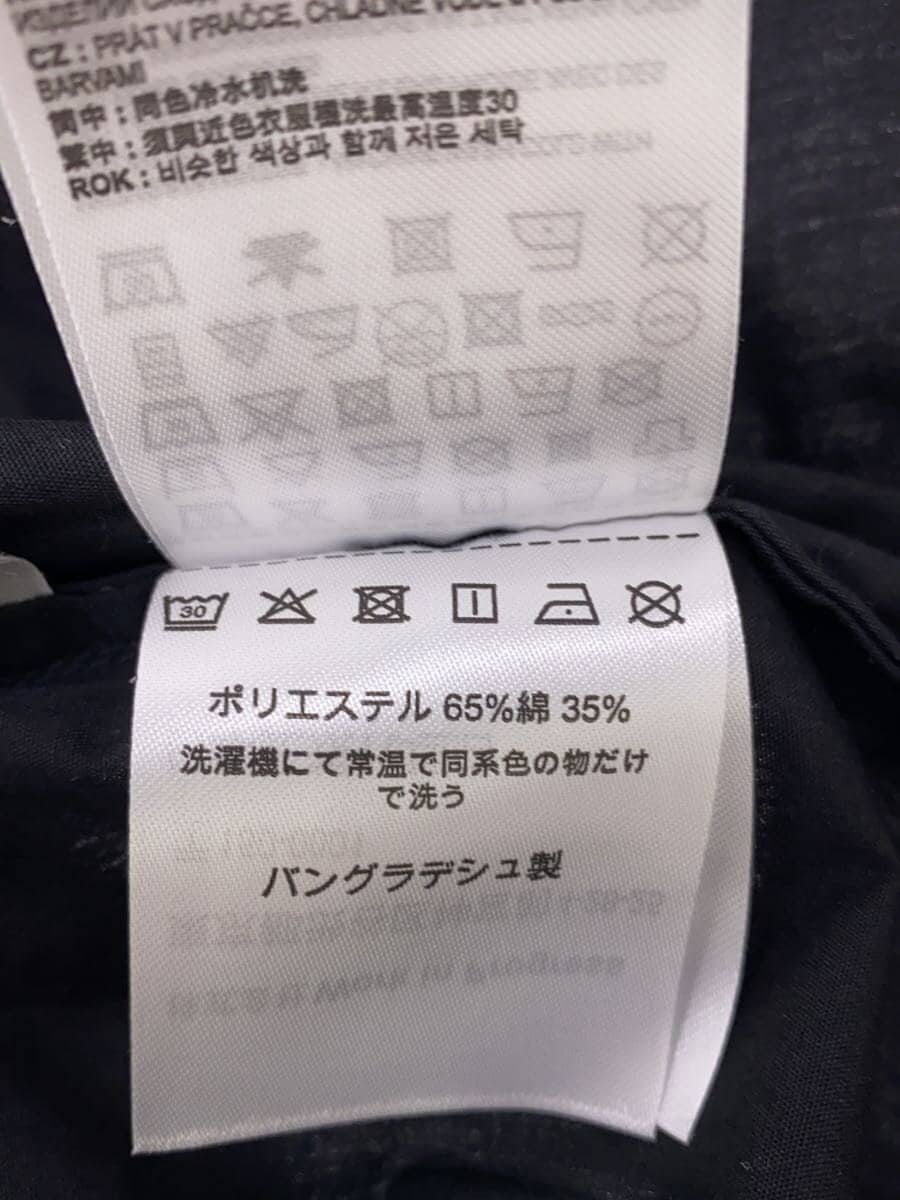 CZ : PRÁT V PRAČCE, CHLADNÉ VODĚ
BARVAMI
简中 : 同色冷水机洗
繁中 : 須與近色衣服機洗最高溫度30
ROK : 비슷한 색상과 함께 저은 세탁
30
ポリエステル 65%綿 35%
洗濯機にて常温で同系色の物だけ
で洗う
バングラデシュ製